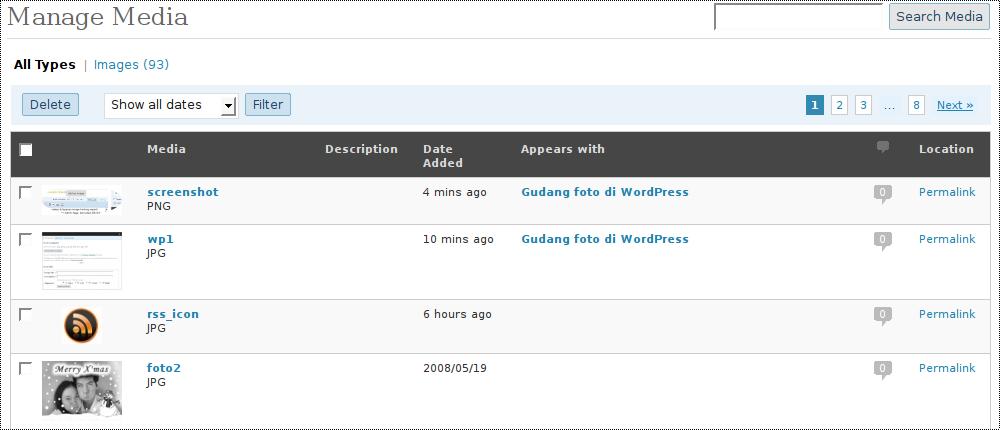 Manage Media
Search Media
All Types | Images (93)
Delete Show all dates Filter 1 2 3 ... 8 Next »
Media Description Date Added Appears with Location
screenshot 4 mins ago Gudang foto di WordPress 0 Permalink
PNG
wp1 10 mins ago Gudang foto di WordPress 0 Permalink
JPG
rss_icon 6 hours ago 0 Permalink
JPG
Merry X'mas
foto2 2008/05/19 0 Permalink
JPG